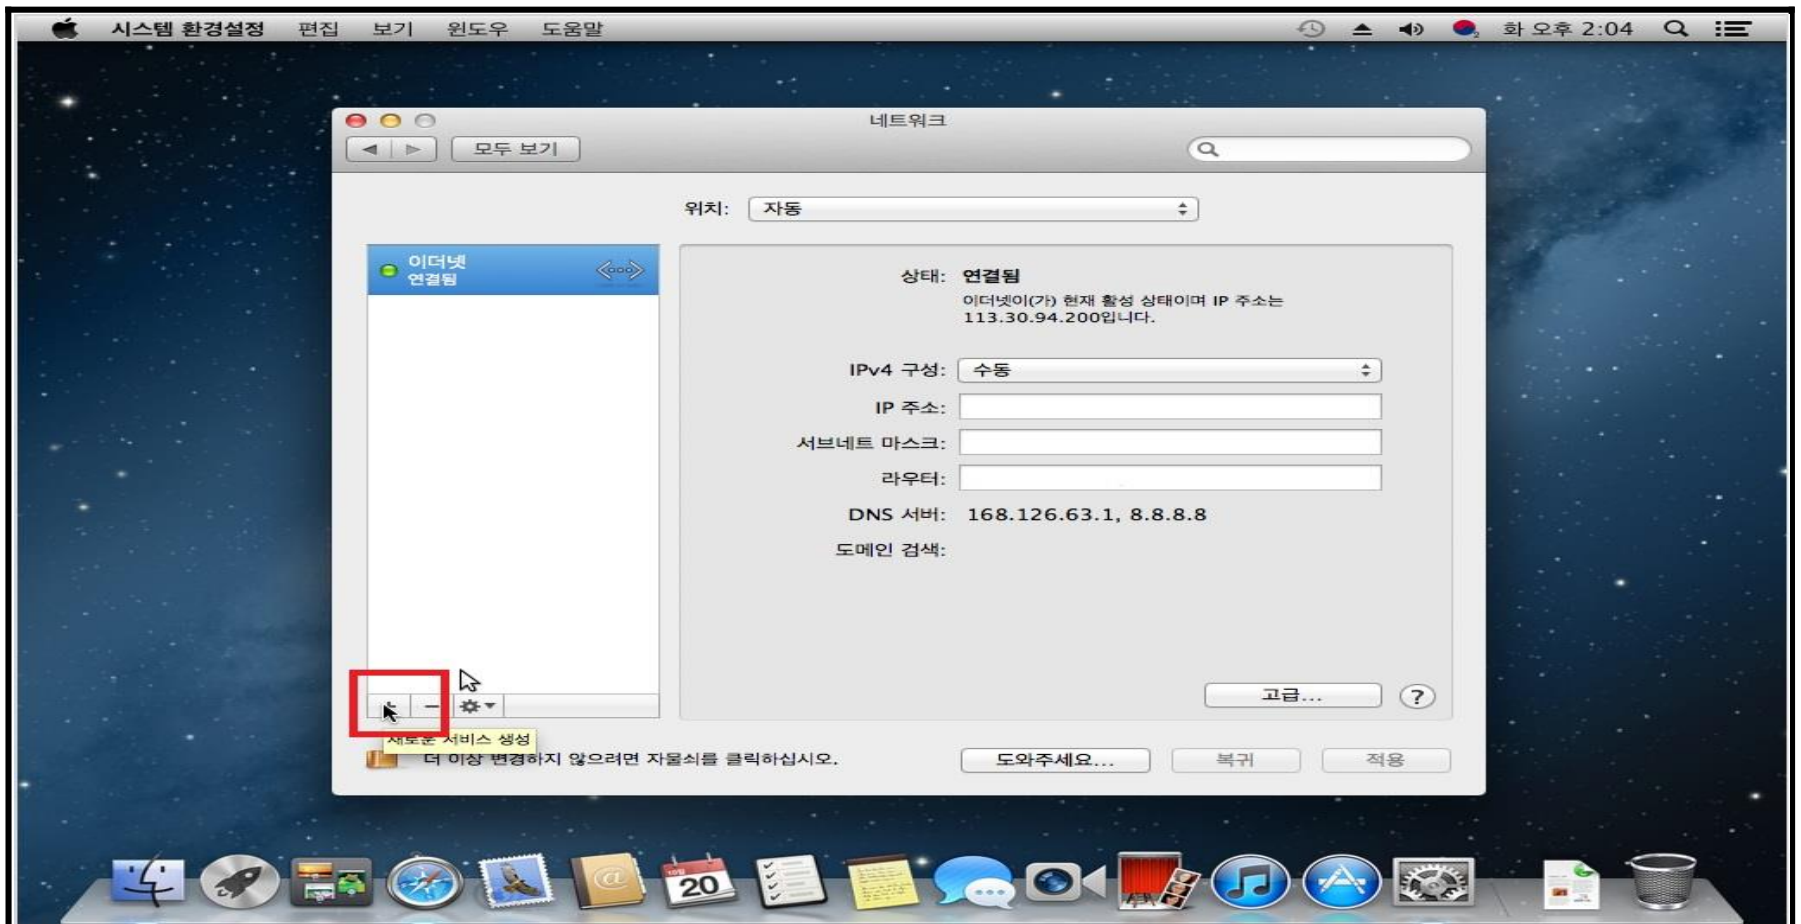 시스템 환경설정 편집 보기 윈도우 도움말 화 오후 2:04
네트워크
모두 보기
위치: 자동
이더넷
연결됨
상태: 연결됨
이더넷이(가) 현재 활성 상태이며 IP 주소는
113.30.94.200입니다.
IPv4 구성: 수동
IP 주소:
서브네트 마스크:
라우터:
DNS 서버: 168.126.63.1, 8.8.8.8
도메인 검색:
고급... ?
새로운 서비스 생성
더 이상 변경하지 않으려면 자물쇠를 클릭하십시오. 도와주세요... 복귀 적용
10월
20